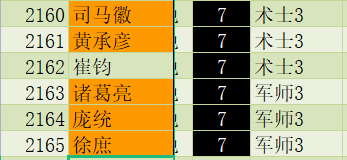 2160 司马徽 7 术士3
2161 黄承彦 7 术士3
2162 崔钧 7 术士3
2163 诸葛亮 7 军师3
2164 庞统 7 军师3
2165 徐庶 7 军师3